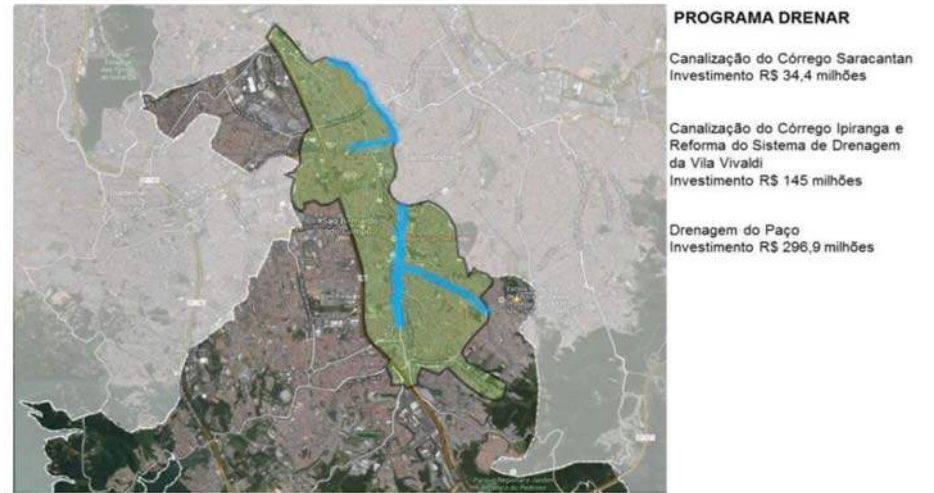 PROGRAMA DRENAR
Canalização do Córrego Saracantan
Investimento R$ 34,4 milhões
Canalização do Córrego Ipiranga e
Reforma do Sistema de Drenagem
da Vila Vivaldi
Investimento R$ 145 milhões
Drenagem do Paço
Investimento R$ 296,9 milhões